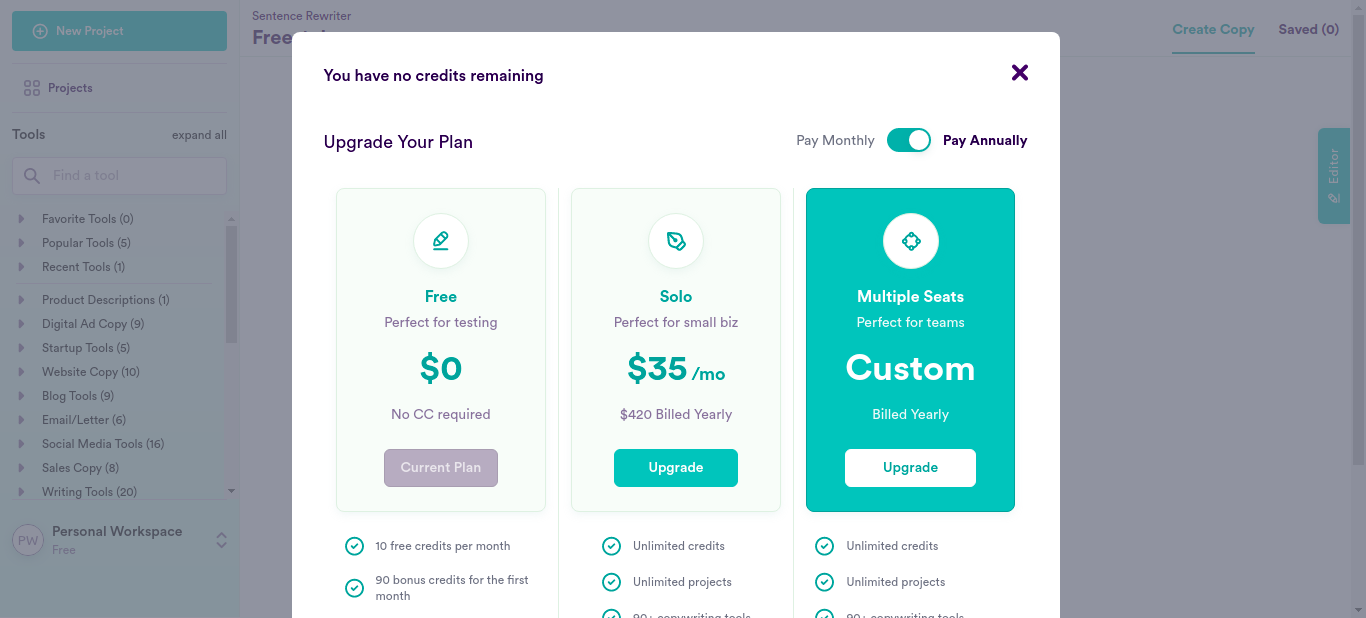 New Project
Projects
Tools
expand all
Find a tool
Favorite Tools (0)
Popular Tools (5)
Recent Tools (1)
Product Descriptions (1)
Digital Ad Copy (9)
Startup Tools (5)
Website Copy (10)
Blog Tools (9)
Email/Letter (6)
Social Media Tools (16)
Sales Copy (8)
Writing Tools (20)
PW
Personal Workspace
Free
Sentence Rewriter
Free
Create Copy
Saved (0)
Editor
You have no credits remaining
Upgrade Your Plan
Pay Monthly
Pay Annually
Free
Perfect for testing
$0
No CC required
Current Plan
10 free credits per month
90 bonus credits for the first
month
Solo
Perfect for small biz
$35 /mo
$420 Billed Yearly
Upgrade
Unlimited credits
Unlimited projects
90+ copywriting tools
Multiple Seats
Perfect for teams
Custom
Billed Yearly
Upgrade
Unlimited credits
Unlimited projects
90+ copywriting tools